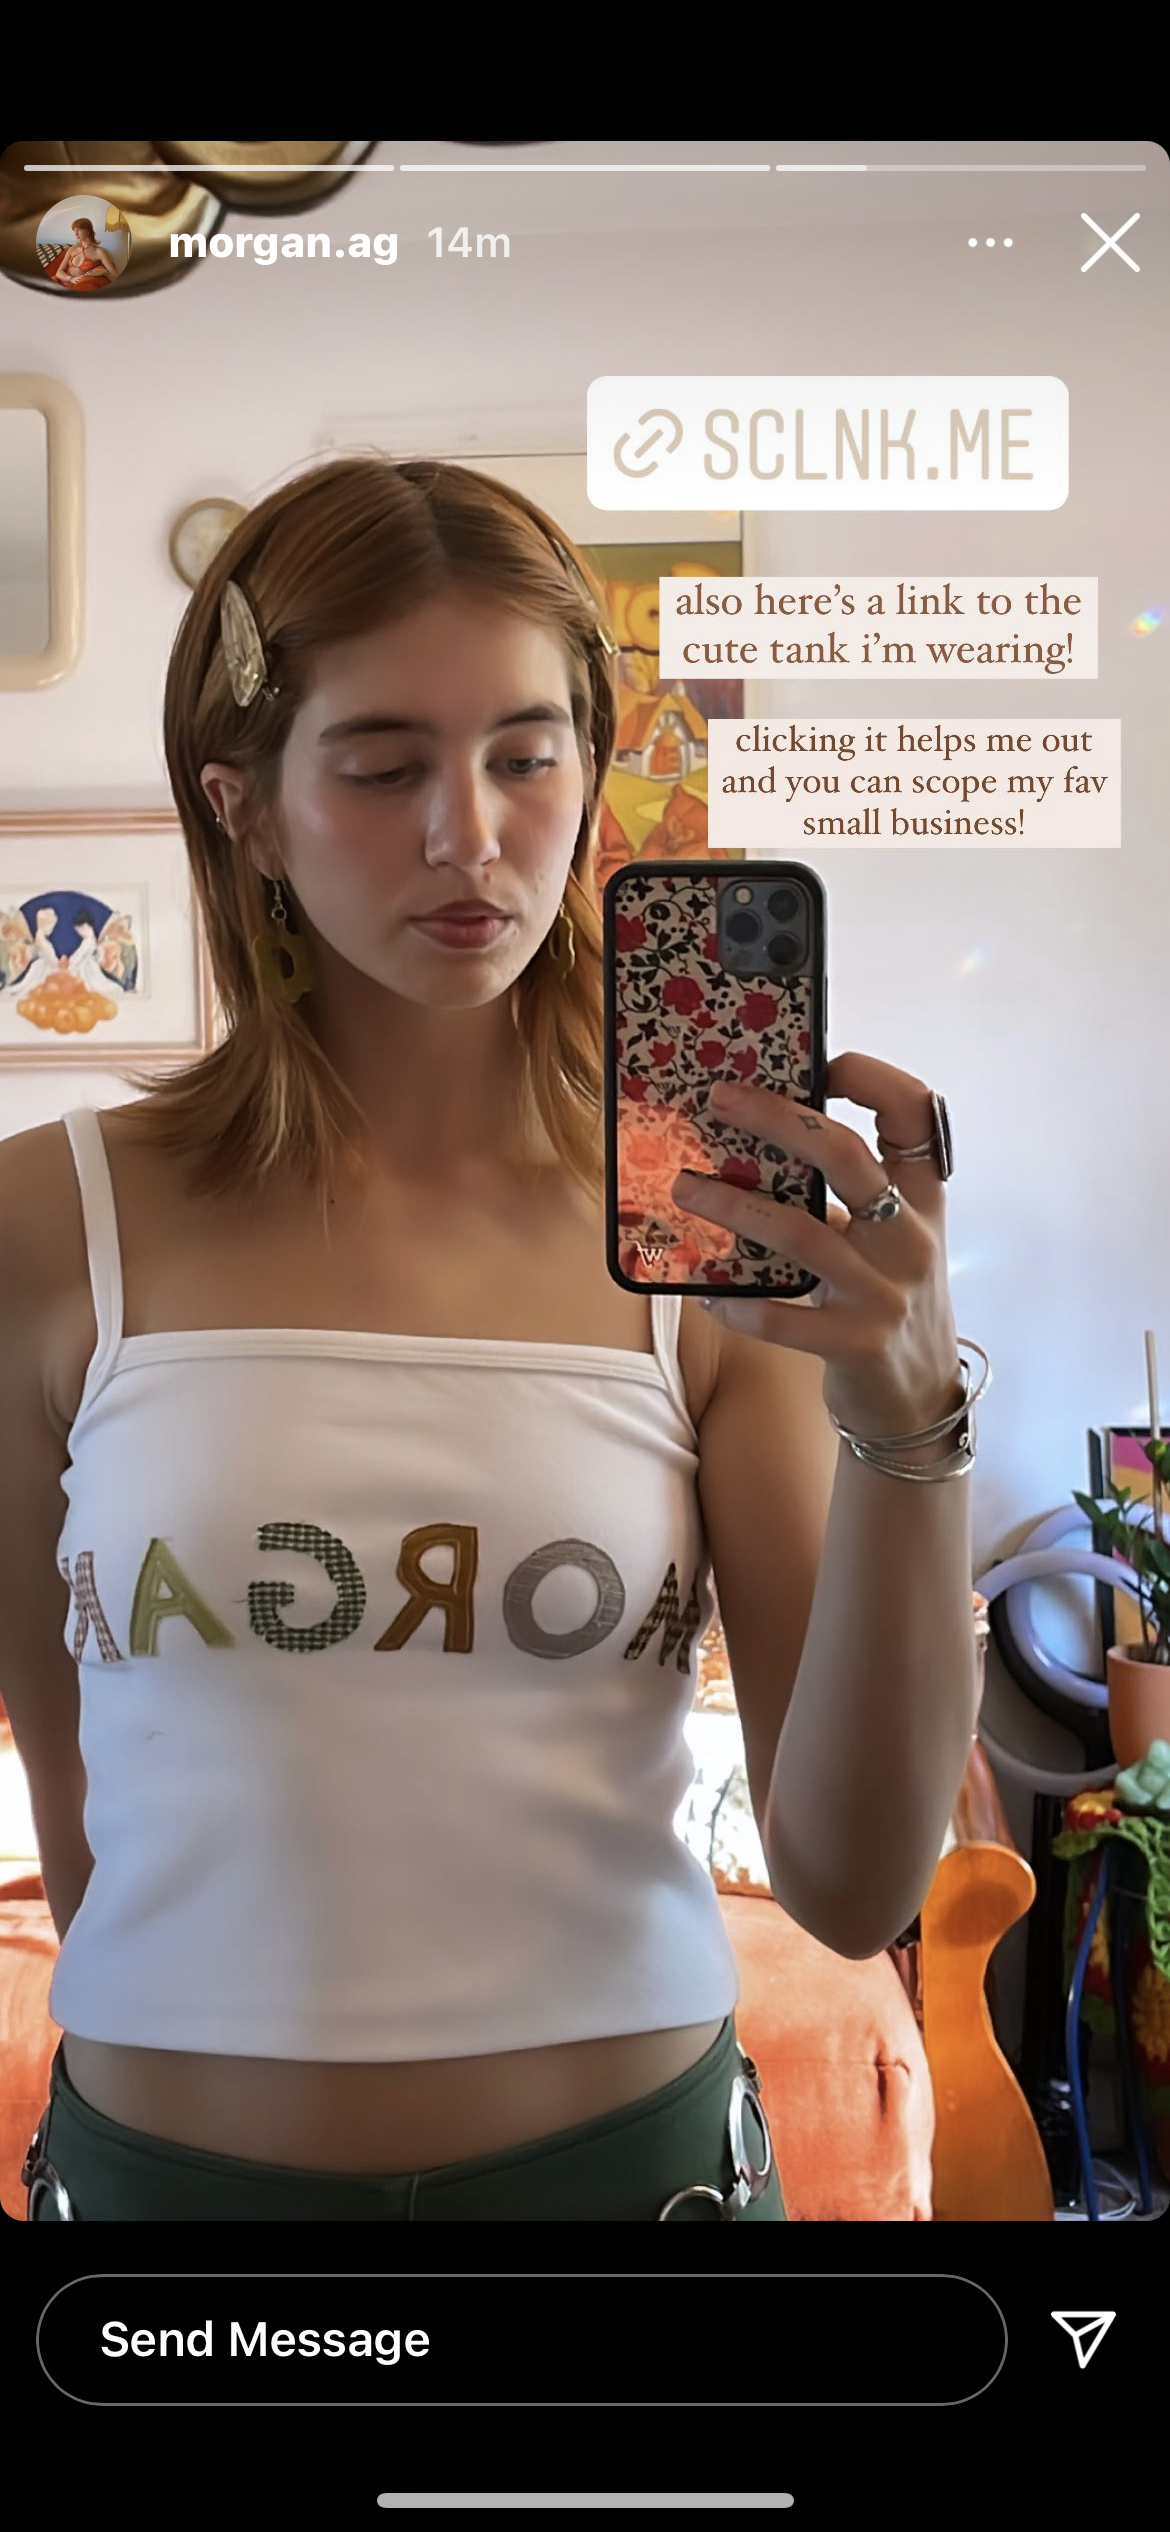 morgan.ag 14m
SCLNK.ME
also here's a link to the
cute tank i'm wearing!
clicking it helps me out
and you can scope my fav
small business!
W
MORGAN
Send Message